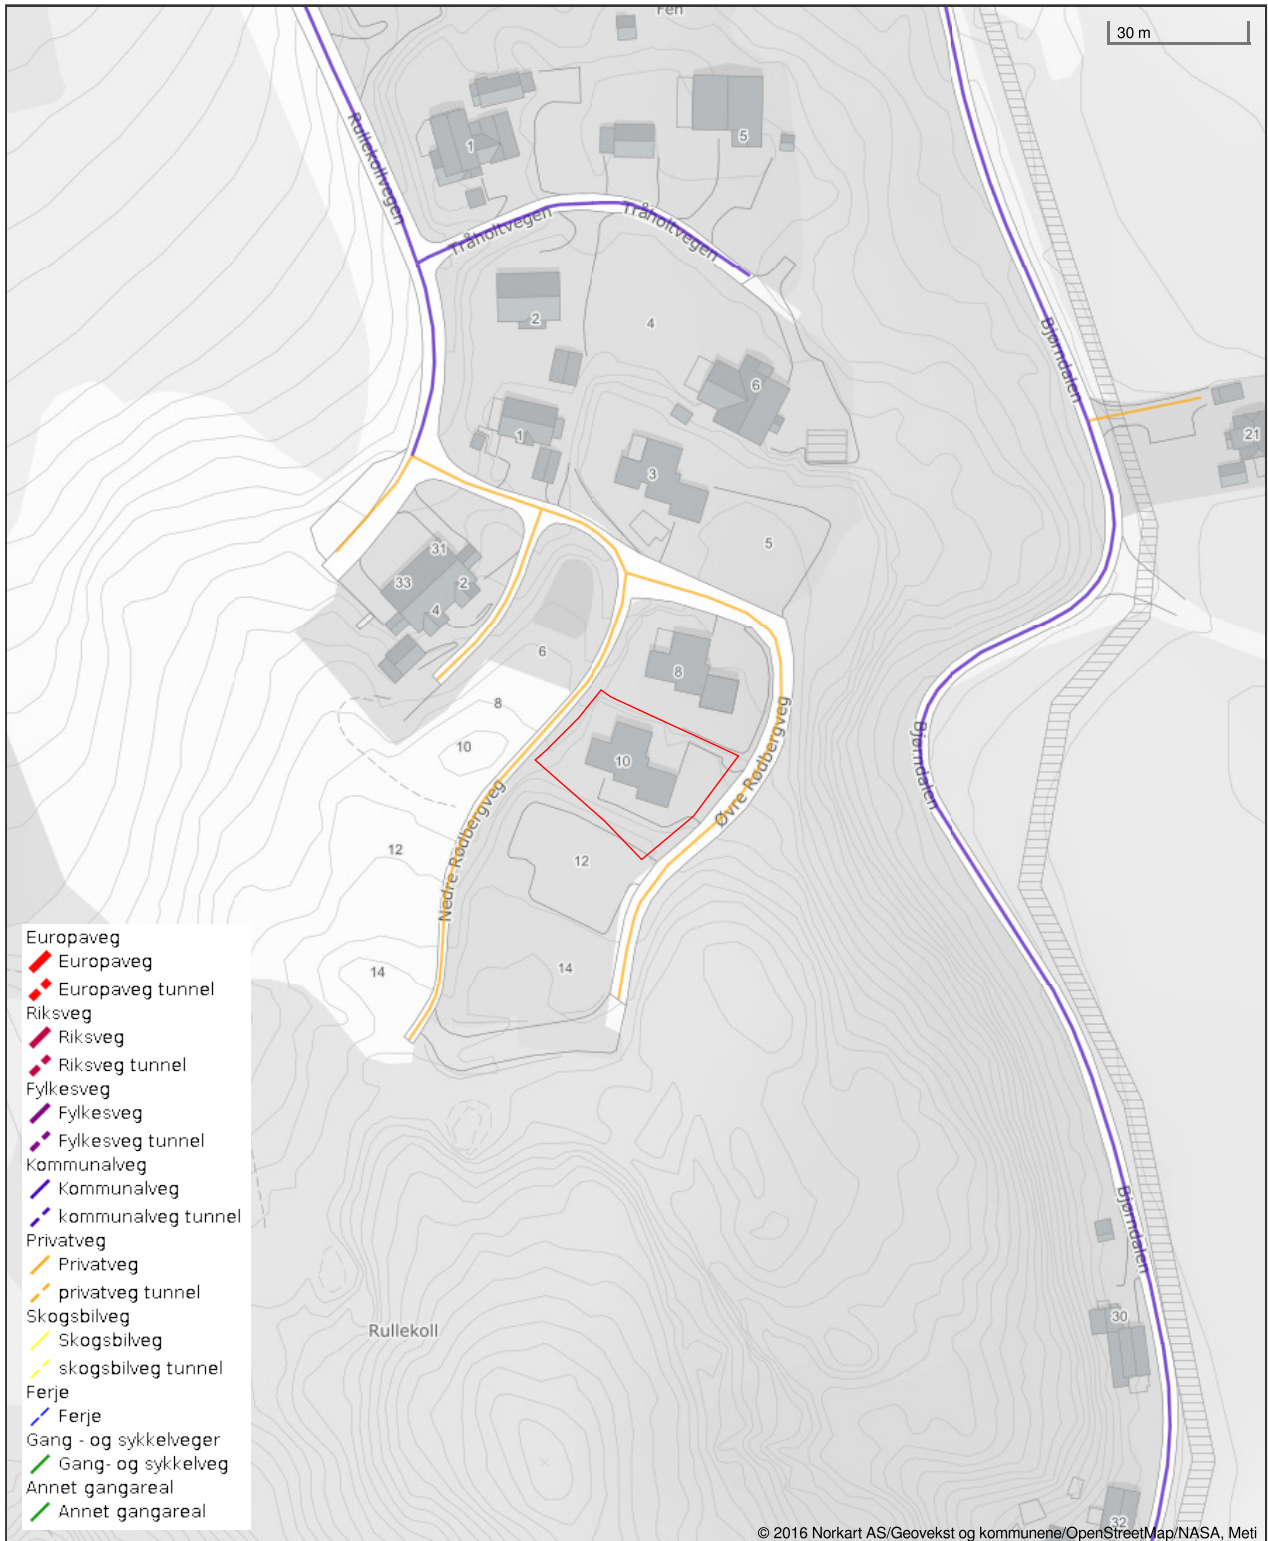 Fen
30 m
Rullekollvegen
1
5
Tråholtvegen
Tråholtvegen
2
4
Bjørndalen
6
1
21
3
5
31
33
2
4
6
8
8
10
10
Øvre Rødbergveg
Nedre Rødbergveg
Bjørndalen
12
12
14
14
Europaveg
Europaveg
Europaveg tunnel
Riksveg
Riksveg
Riksveg tunnel
Fylkesveg
Fylkesveg
Fylkesveg tunnel
Kommunalveg
Kommunalveg
kommunalveg tunnel
Privatveg
Privatveg
privatveg tunnel
Skogsbilveg
Skogsbilveg
skogsbilveg tunnel
Ferje
Ferje
Gang - og sykkelveger
Gang- og sykkelveg
Annet gangareal
Annet gangareal
Bjørndalen
30
Rullekoll
32
© 2016 Norkart AS/Geovekst og kommunene/OpenStreetMap/NASA, Meti